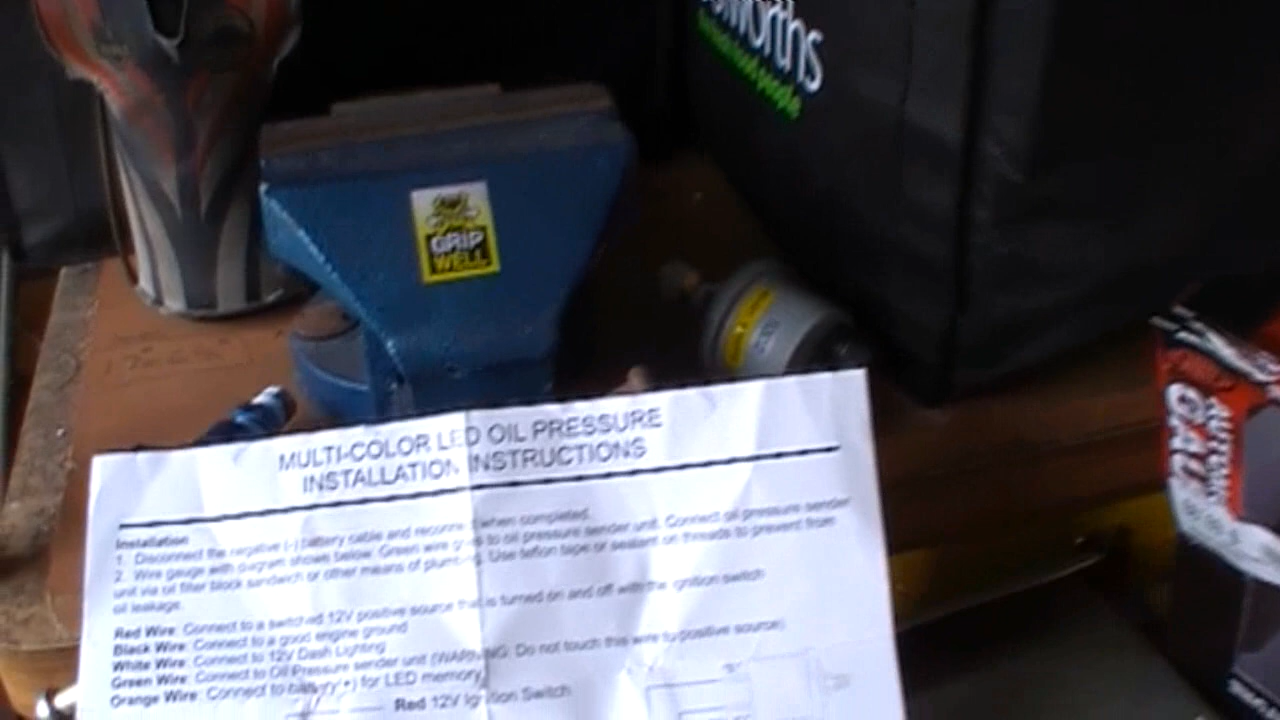 oworths
GRIP
WELL
AUTOMO
GAU
MULTI-COLOR LED OIL PRESSURE
INSTALLATION INSTRUCTIONS
Installation
1. Disconnect the negative (-) battery cable and reconnect when completed.
2. Wire gauge with diagram shown below. Green wire goes to oil pressure sender unit. Connect oil pressure sender
unit via oil filter block sandwich or other means of plumbing. Use teflon tape or sealant on threads to prevent from
oil leakage.
Red Wire: Connect to a switched 12V positive source that is turned on and off with the ignition switch
Black Wire: Connect to a good engine ground
White Wire: Connect to 12V Dash Lighting
Green Wire: Connect to Oil Pressure sender unit (WARNING: Do not touch this wire to positive source)
Orange Wire: Connect to battery(+) for LED memory
Red 12V Ignition Switch